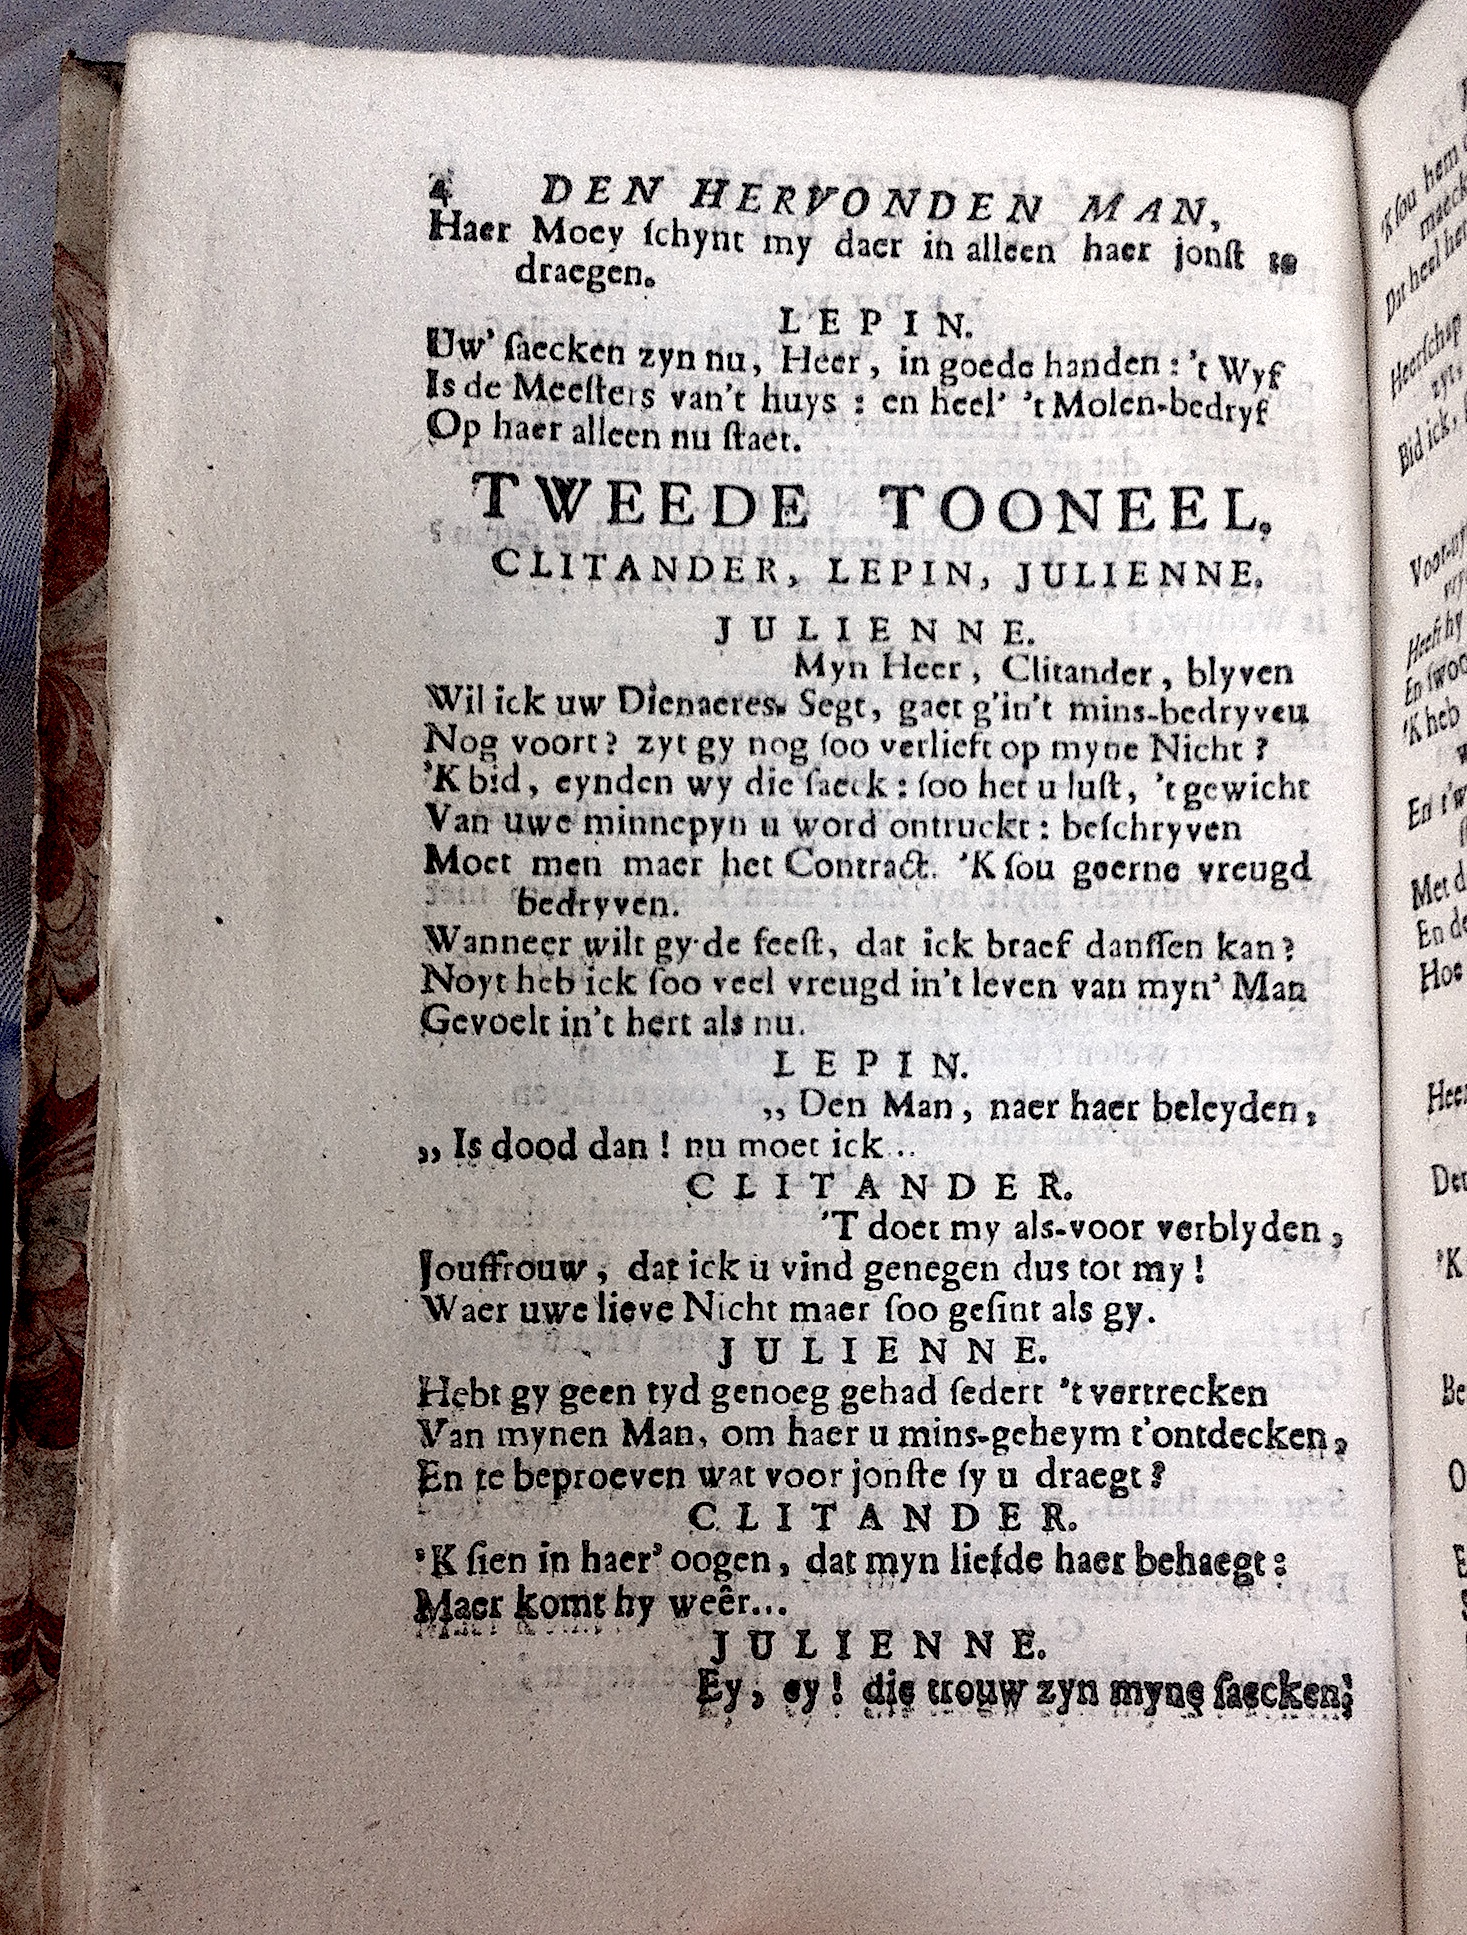 4 DEN HERVONDEN MAN,
Haer Moey ſchynt my daer in alleen haer jonſt te
draegen.
LEPIN.
Uw' ſaecken zyn nu, Heer, in goede handen : 't Wyf
Is de Meeſters van't huys : en heel' 't Molen-bedryf
Op haer alleen nu ſtaet.
TWEEDE TOONEEL,
CLITANDER, LEPIN, JULIENNE.
JULIENNE.
Myn Heer, Clitander, blyven
Wil ick uw Dienaeres. Segt, gaet g'in't mins-bedryven
Nog voort? zyt gy nog ſoo verlieft op myne Nicht?
'K bid, eynden wy die ſaeck : ſoo het u luſt, 't gewicht
Van uwe minnepyn u word ontruckt : beſchryven
Moet men maer het Contract. 'K ſou geerne vreugd
bedryven.
Wanneer wilt gy de feeſt, dat ick braef danſſen kan?
Noyt heb ick ſoo veel vreugd in't leven van myn' Man
Gevoelt in't hert als nu.
LEPIN.
,, Den Man, naer haer beleyden,
,, Is dood dan ! nu moet ick..
CLITANDER.
'T doet my als-voor verblyden,
Jouffrouw, dat ick u vind genegen dus tot my!
Waer uwe lieve Nicht maer ſoo geſint als gy.
JULIENNE.
Hebt gy geen tyd genoeg gehad ſedert 't vertrecken
Van mynen Man, om haer u mins-geheym t'ontdecken,
En te beproeven wat voor jonſte ſy u draegt?
CLITANDER.
'K ſien in haer' oogen, dat myn liefde haer behaegt :
Maer komt hy weêr...
JULIENNE.
Ey, ey! die trouw zyn myne ſaecken!